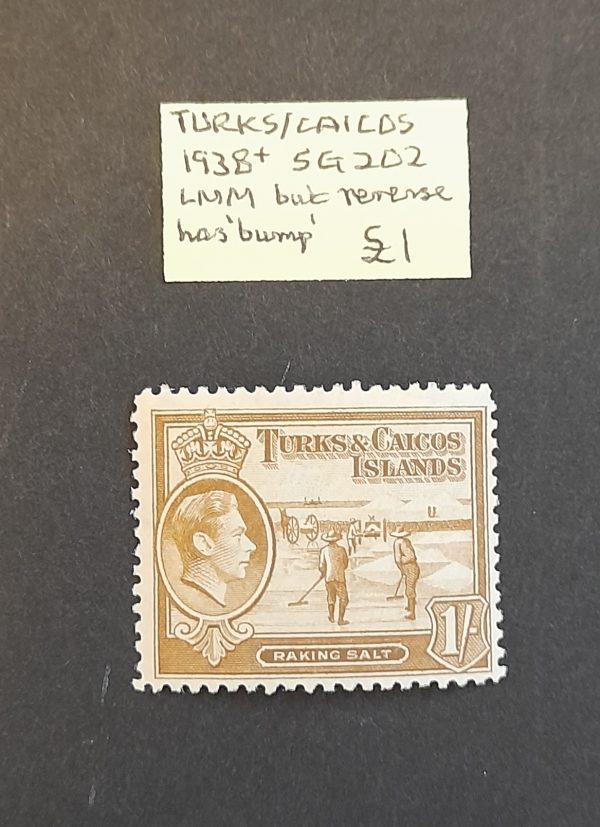 TURKS/CAICOS
1938+ SG202
LMM but reverse
has 'bump' £1
TURKS & CAICOS
ISLANDS
RAKING SALT
1/-